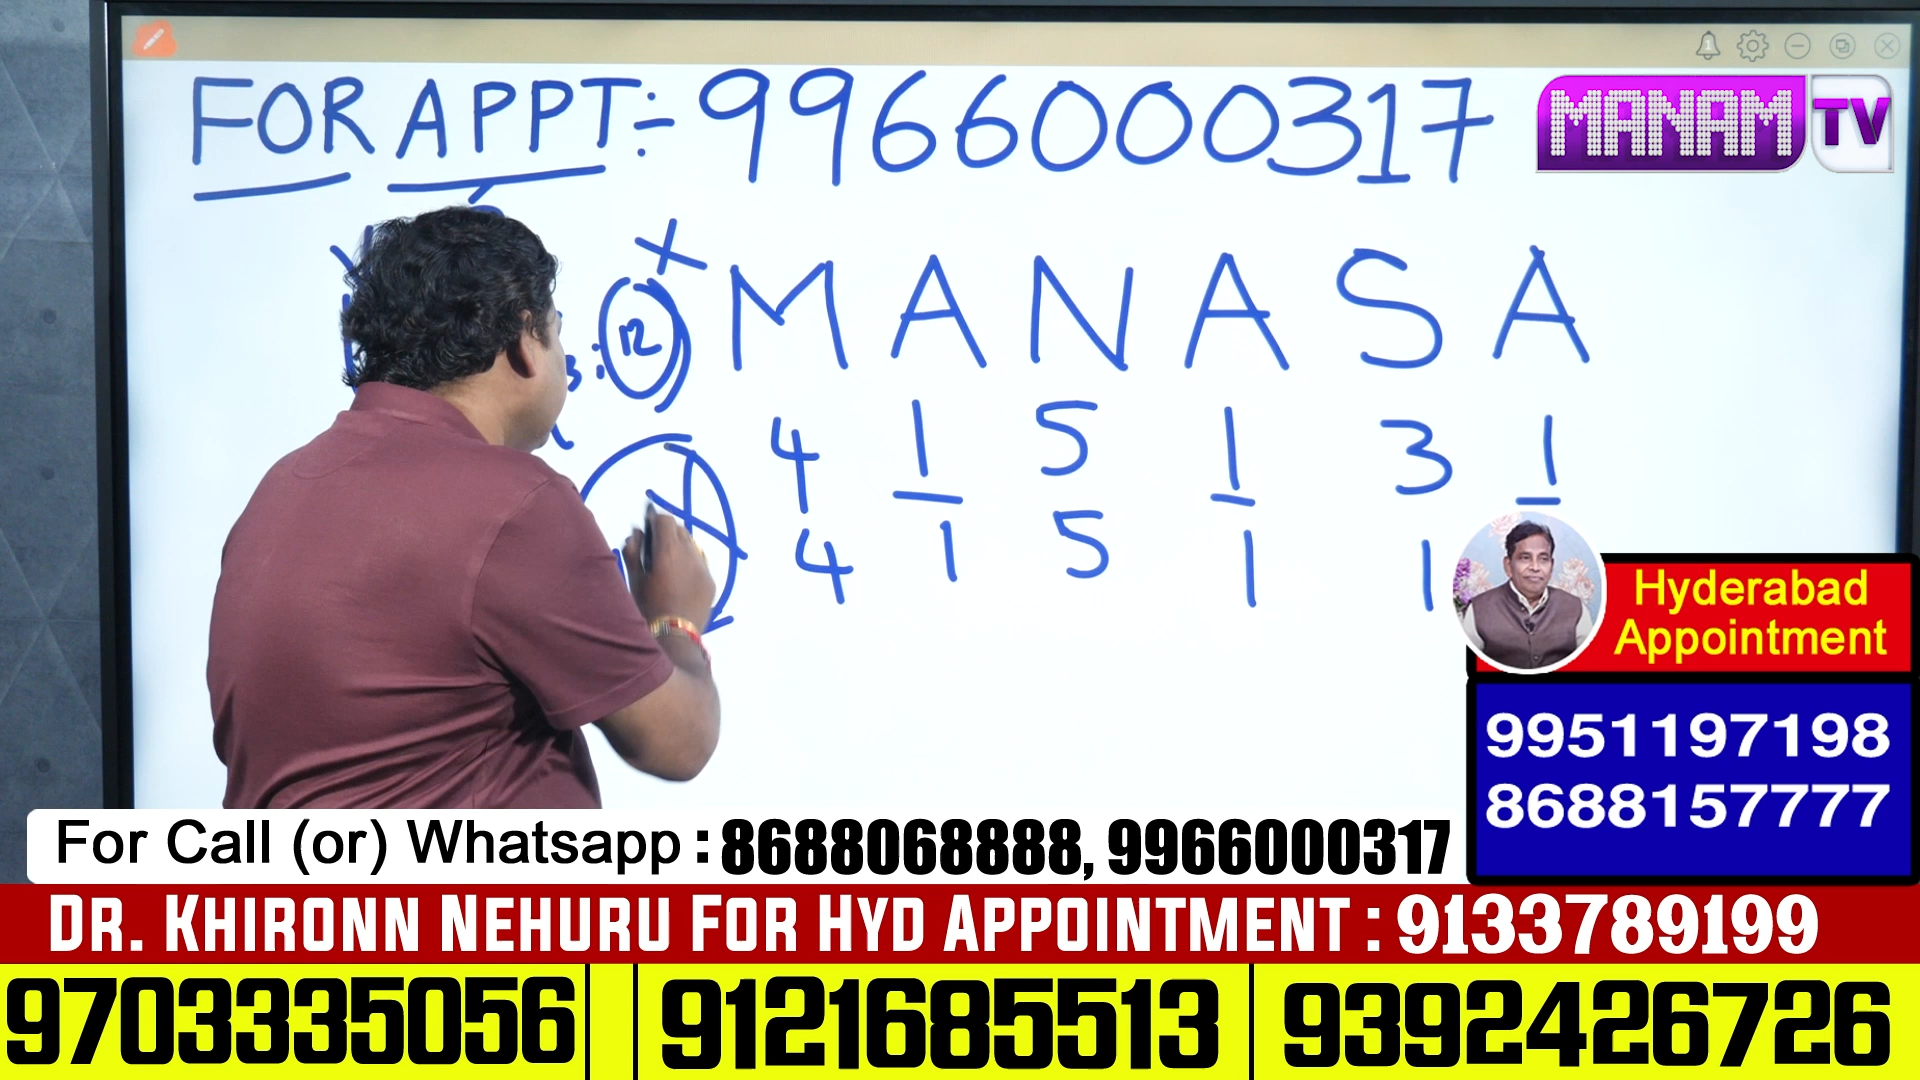 FOR APPT:- 9966000317
MANAM TV
X
12
M A N A S A
4 1 5 1 3 1
4 1 5 1 1
Hyderabad
Appointment
9951197198
8688157777
For Call (or) Whatsapp : 8688068888, 9966000317
DR. KHIRONN NEHURU FOR HYD APPOINTMENT : 9133789199
9703335056
9121685513
9392426726